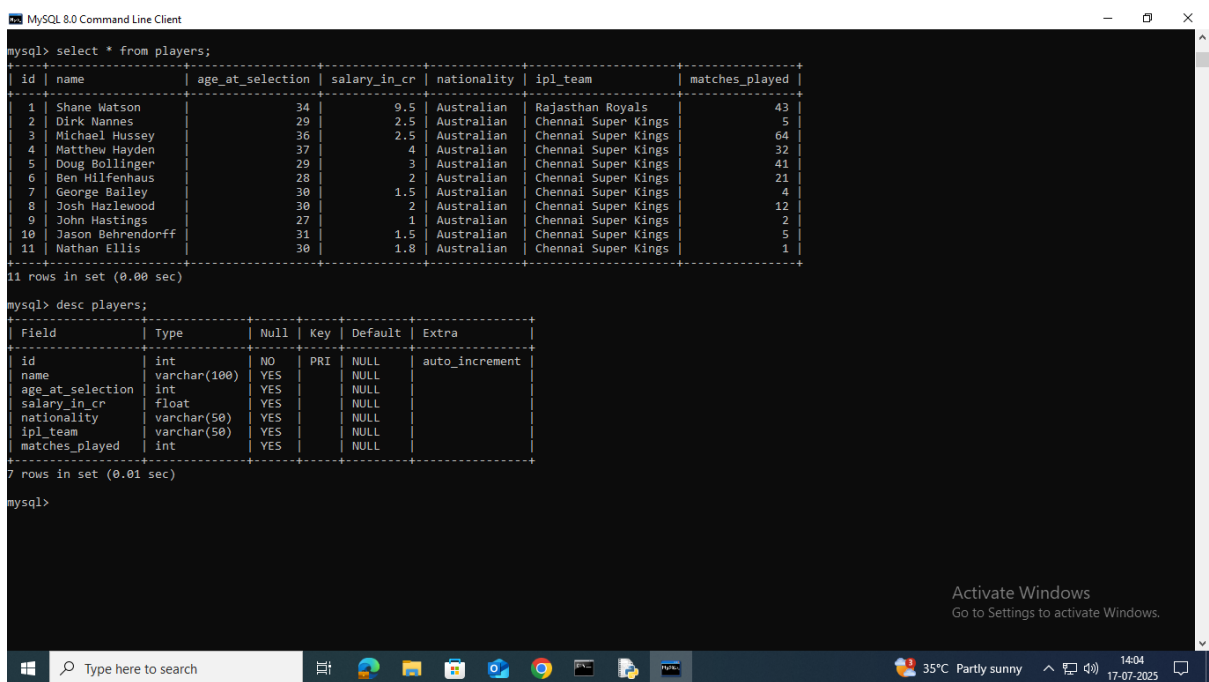 MySQL 8.0 Command Line Client
mysql> select * from players;
+----+-------------------+------------------+--------------+-------------+---------------------+----------------+
| id | name | age_at_selection | salary_in_cr | nationality | ipl_team | matches_played |
+----+-------------------+------------------+--------------+-------------+---------------------+----------------+
| 1 | Shane Watson | 34 | 9.5 | Australian | Rajasthan Royals | 43 |
| 2 | Dirk Nannes | 29 | 2.5 | Australian | Chennai Super Kings | 5 |
| 3 | Michael Hussey | 36 | 2.5 | Australian | Chennai Super Kings | 64 |
| 4 | Matthew Hayden | 37 | 4 | Australian | Chennai Super Kings | 32 |
| 5 | Doug Bollinger | 29 | 3 | Australian | Chennai Super Kings | 41 |
| 6 | Ben Hilfenhaus | 28 | 2 | Australian | Chennai Super Kings | 21 |
| 7 | George Bailey | 30 | 1.5 | Australian | Chennai Super Kings | 4 |
| 8 | Josh Hazlewood | 30 | 2 | Australian | Chennai Super Kings | 12 |
| 9 | John Hastings | 27 | 1 | Australian | Chennai Super Kings | 2 |
| 10 | Jason Behrendorff | 31 | 1.5 | Australian | Chennai Super Kings | 5 |
| 11 | Nathan Ellis | 30 | 1.8 | Australian | Chennai Super Kings | 1 |
+----+-------------------+------------------+--------------+-------------+---------------------+----------------+
11 rows in set (0.00 sec)
mysql> desc players;
+------------------+--------------+------+-----+---------+----------------+
| Field | Type | Null | Key | Default | Extra |
+------------------+--------------+------+-----+---------+----------------+
| id | int | NO | PRI | NULL | auto_increment |
| name | varchar(100) | YES | | NULL | |
| age_at_selection | int | YES | | NULL | |
| salary_in_cr | float | YES | | NULL | |
| nationality | varchar(50) | YES | | NULL | |
| ipl_team | varchar(50) | YES | | NULL | |
| matches_played | int | YES | | NULL | |
+------------------+--------------+------+-----+---------+----------------+
7 rows in set (0.01 sec)
mysql>
Activate Windows
Go to Settings to activate Windows.
Type here to search
3
35°C Partly sunny
14:04
17-07-2025